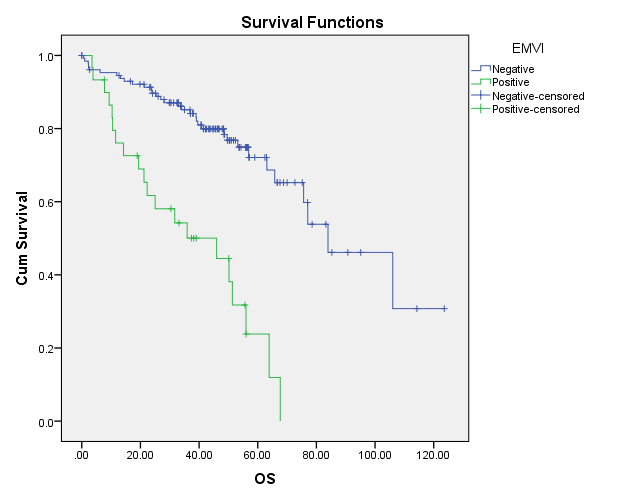 Survival Functions
EMVI
Negative
Positive
Negative-censored
Positive-censored
Cum Survival
1.0
0.8
0.6
0.4
0.2
0.0
.00 20.00 40.00 60.00 80.00 100.00 120.00
OS